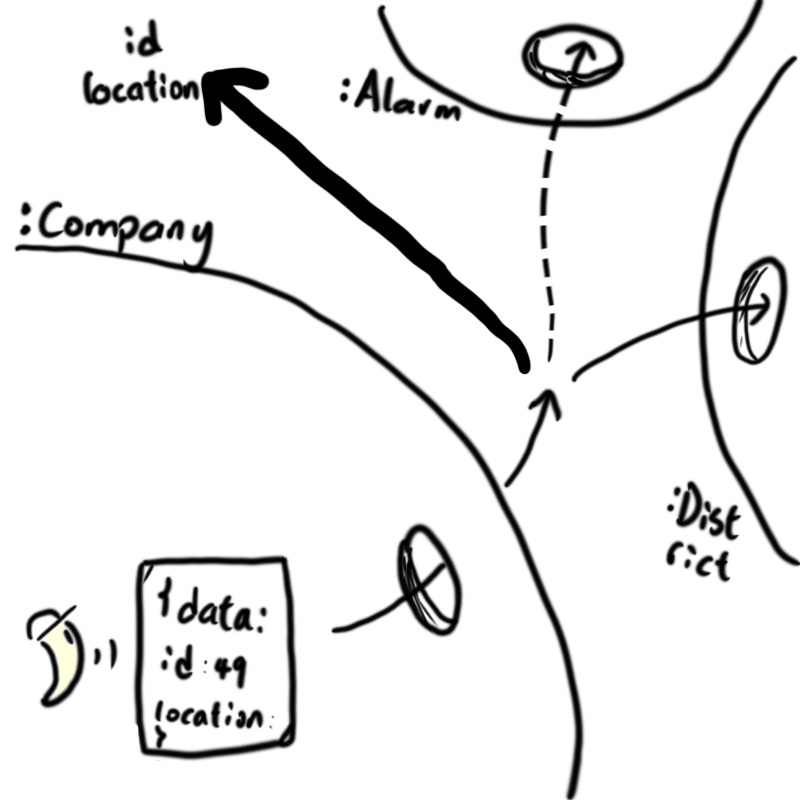 id
location
:Alarm
:Company
:Dist
rict
{data:
id:49
location:
}